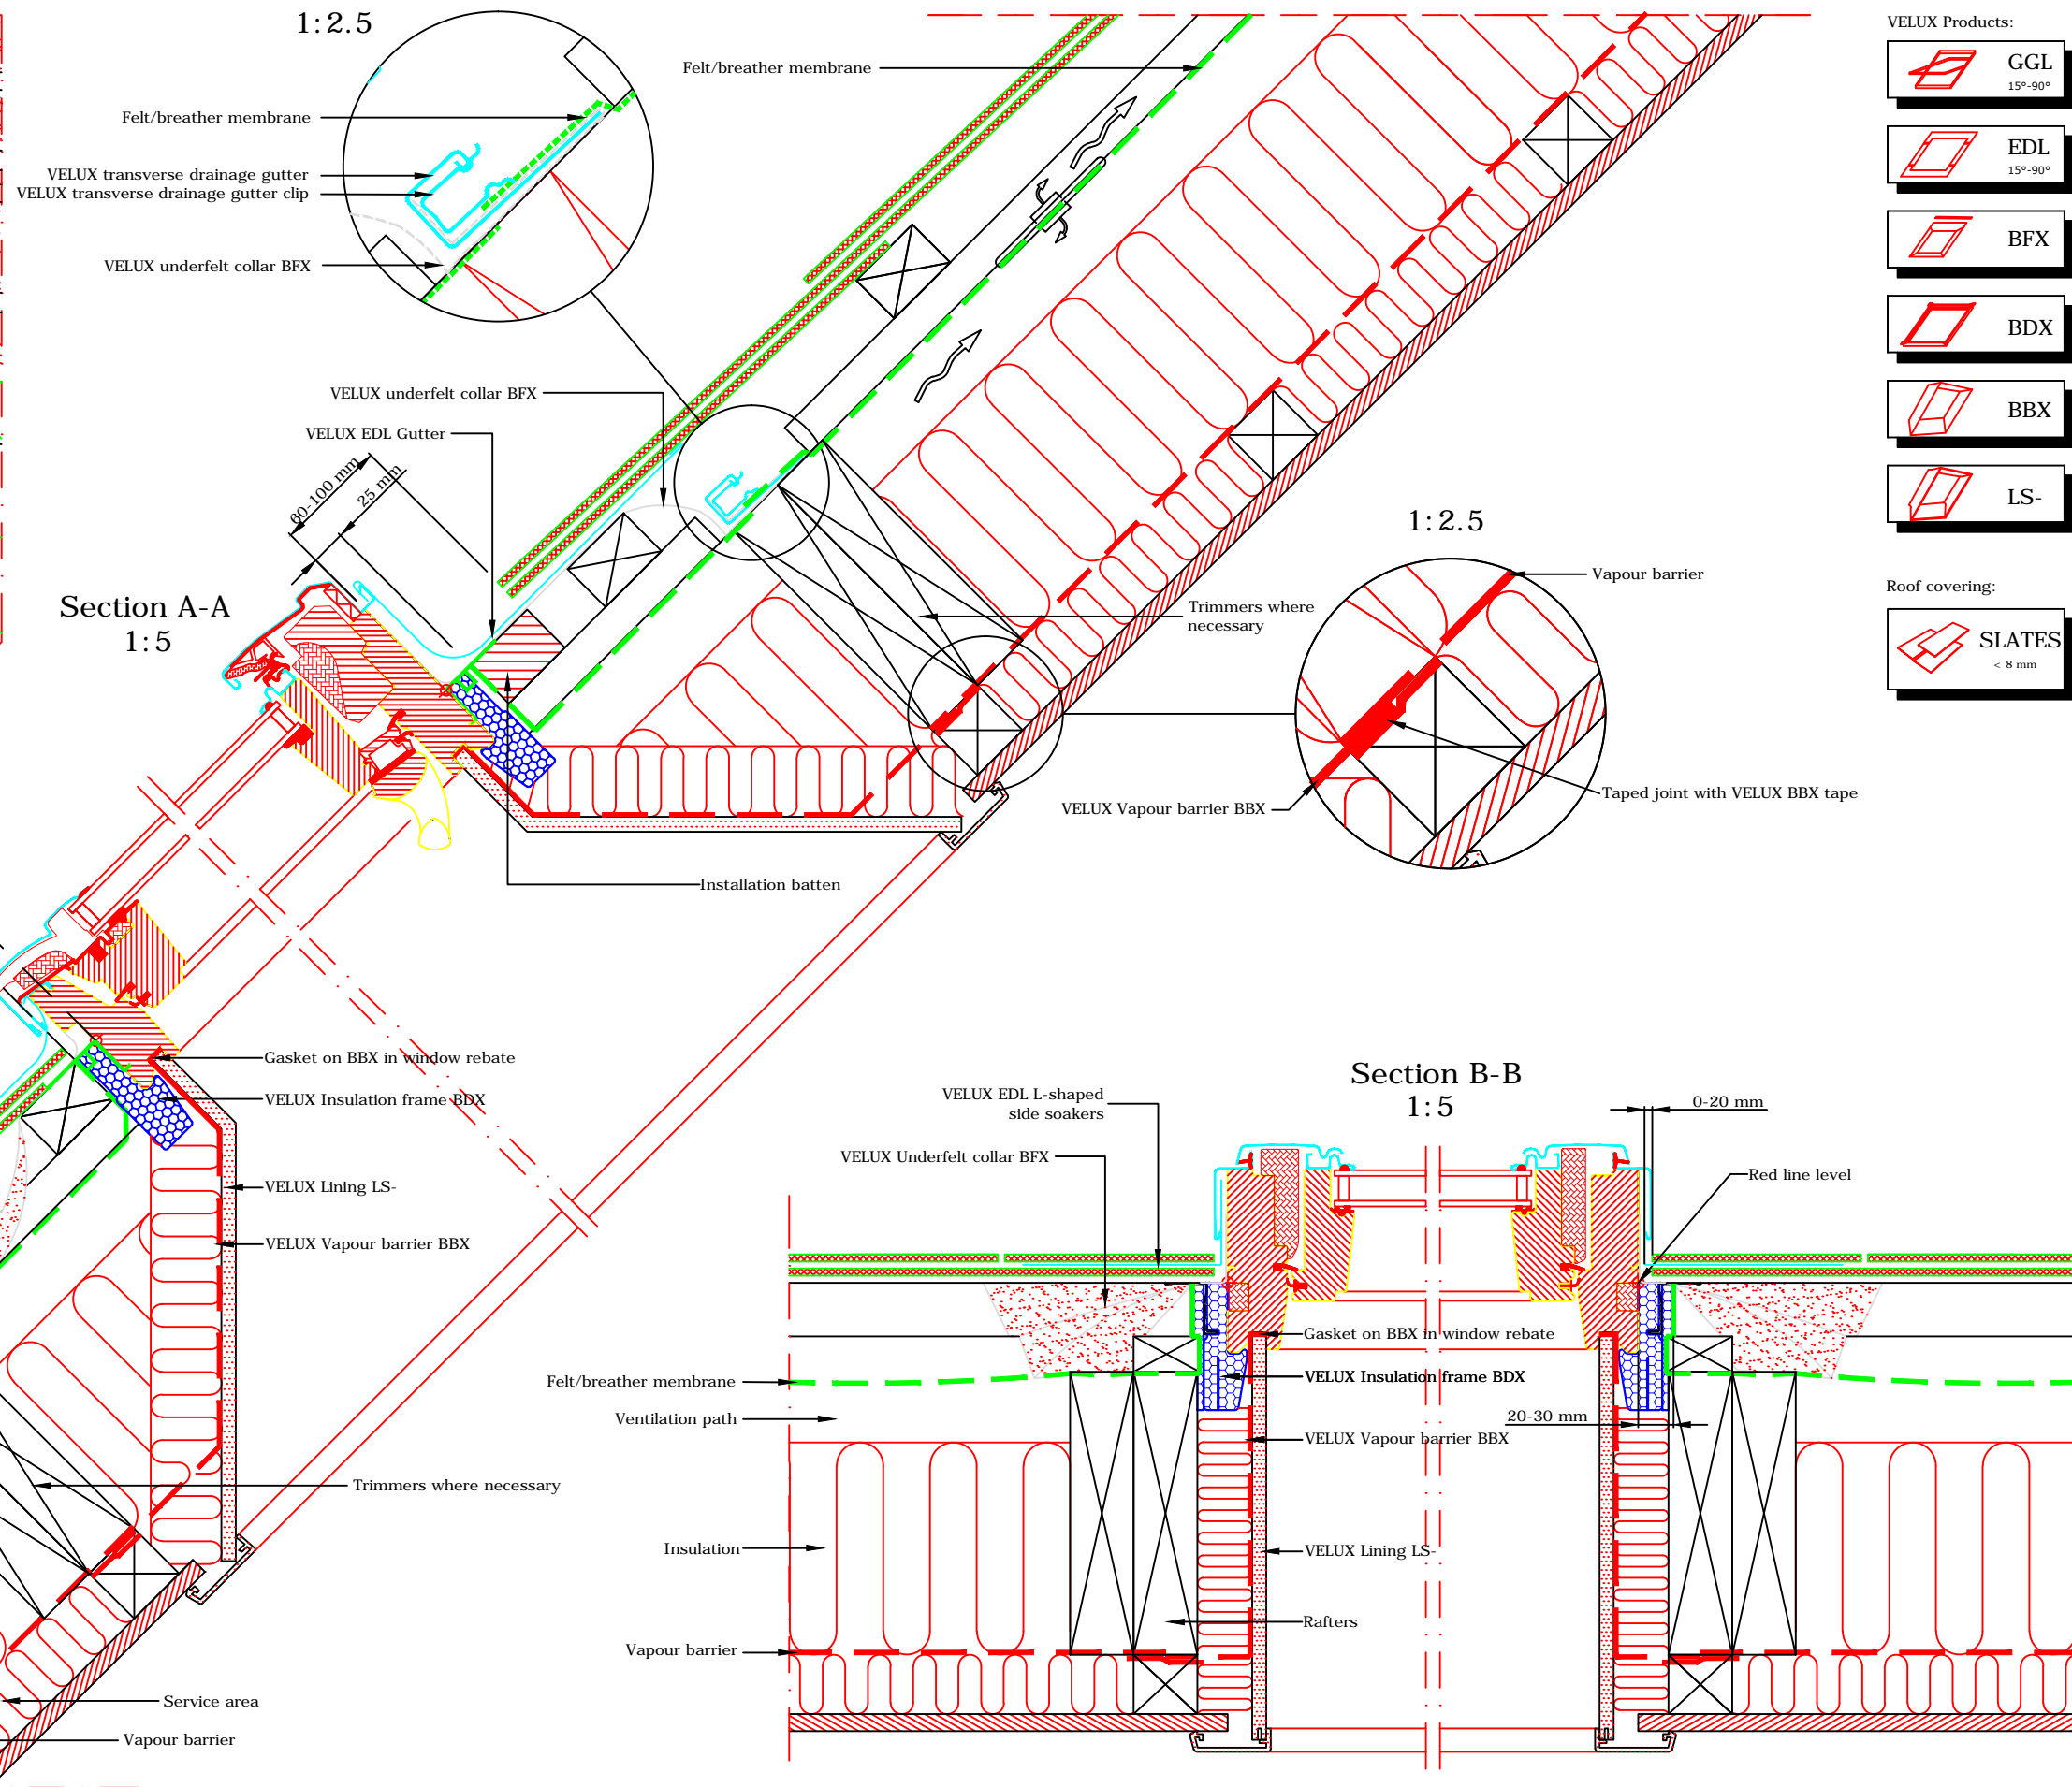 1:2.5
Felt/breather membrane
VELUX transverse drainage gutter
VELUX transverse drainage gutter clip
VELUX underfelt collar BFX
Felt/breather membrane
VELUX underfelt collar BFX
VELUX EDL Gutter
60-100 mm
25 mm
Section A-A
1:5
Trimmers where
necessary
1:2.5
Vapour barrier
Taped joint with VELUX BBX tape
VELUX Vapour barrier BBX
Installation batten
Gasket on BBX in window rebate
VELUX Insulation frame BDX
VELUX Lining LS-
VELUX Vapour barrier BBX
Trimmers where necessary
Service area
Vapour barrier
Section B-B
1:5
VELUX EDL L-shaped
side soakers
VELUX Underfelt collar BFX
0-20 mm
Red line level
Gasket on BBX in window rebate
Felt/breather membrane
VELUX Insulation frame BDX
Ventilation path
20-30 mm
VELUX Vapour barrier BBX
Insulation
VELUX Lining LS-
Rafters
Vapour barrier
VELUX Products:
GGL
15°-90°
EDL
15°-90°
BFX
BDX
BBX
LS-
Roof covering:
SLATES
< 8 mm